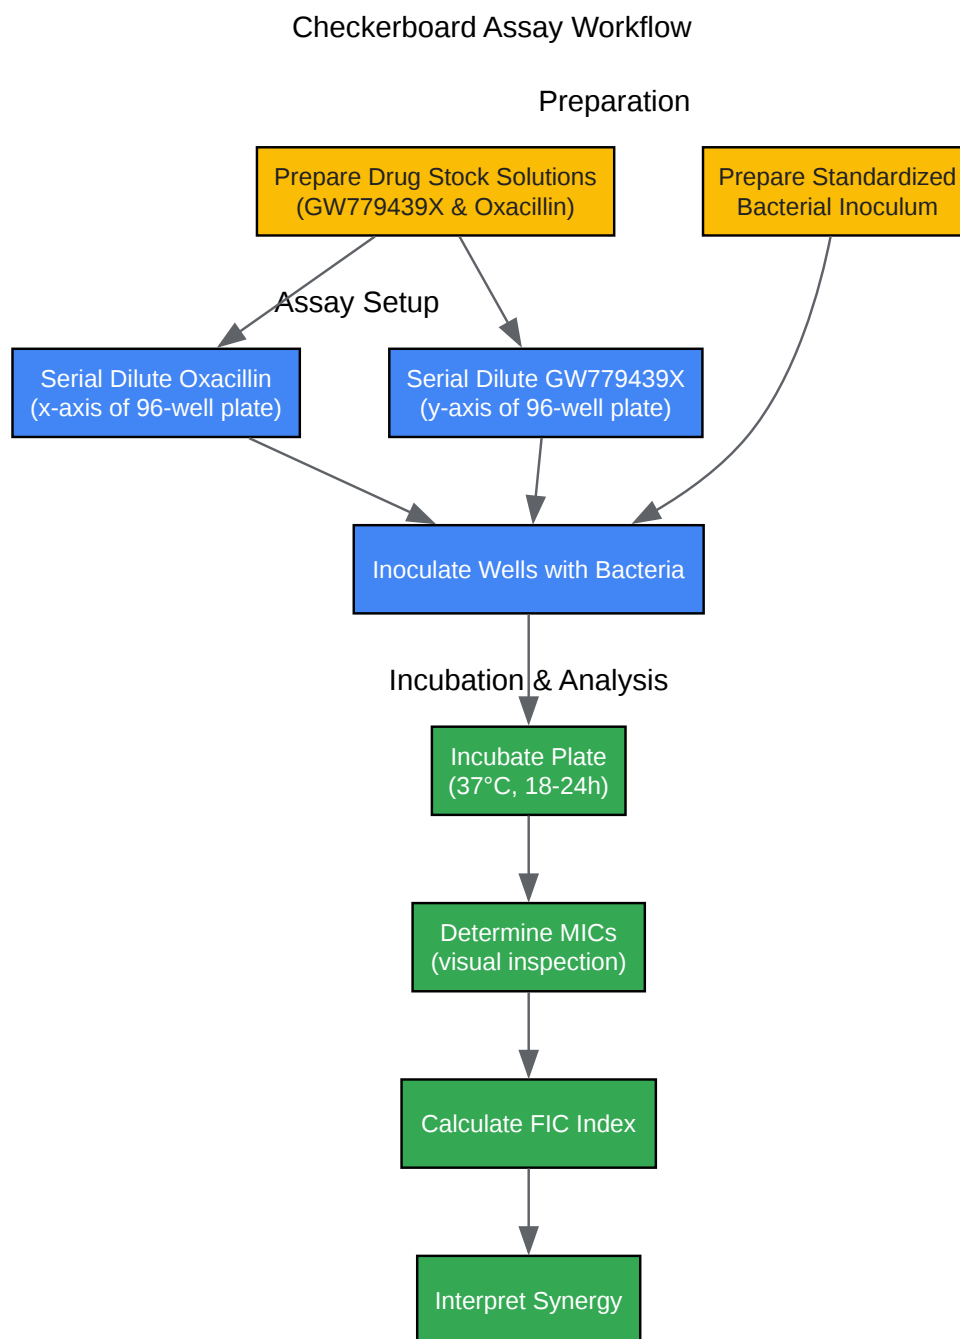 Checkerboard Assay Workflow
Preparation
Prepare Drug Stock Solutions
(GW779439X & Oxacillin)
Prepare Standardized
Bacterial Inoculum
Assay Setup
Serial Dilute Oxacillin
(x-axis of 96-well plate)
Serial Dilute GW779439X
(y-axis of 96-well plate)
Inoculate Wells with Bacteria
Incubation & Analysis
Incubate Plate
(37°C, 18-24h)
Determine MICs
(visual inspection)
Calculate FIC Index
Interpret Synergy